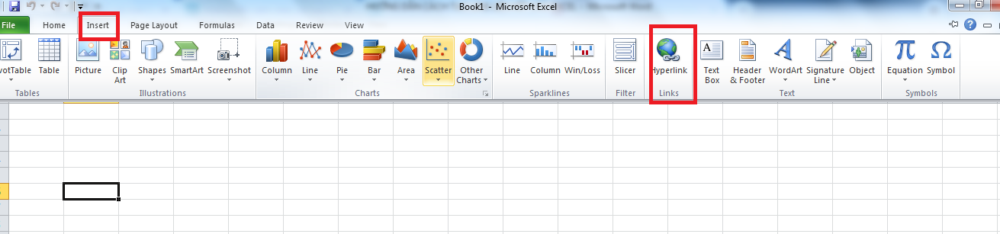 Book1 - Microsoft Excel
File Home Insert Page Layout Formulas Data Review View
votTable Table Picture Clip Art Shapes SmartArt Screenshot Column Line Pie Bar Area Scatter Other Charts Line Column Win/Loss Slicer Hyperlink Text Box Header & Footer WordArt Signature Line Object Equation Symbol
Tables Illustrations Charts Sparklines Filter Links Text Symbols